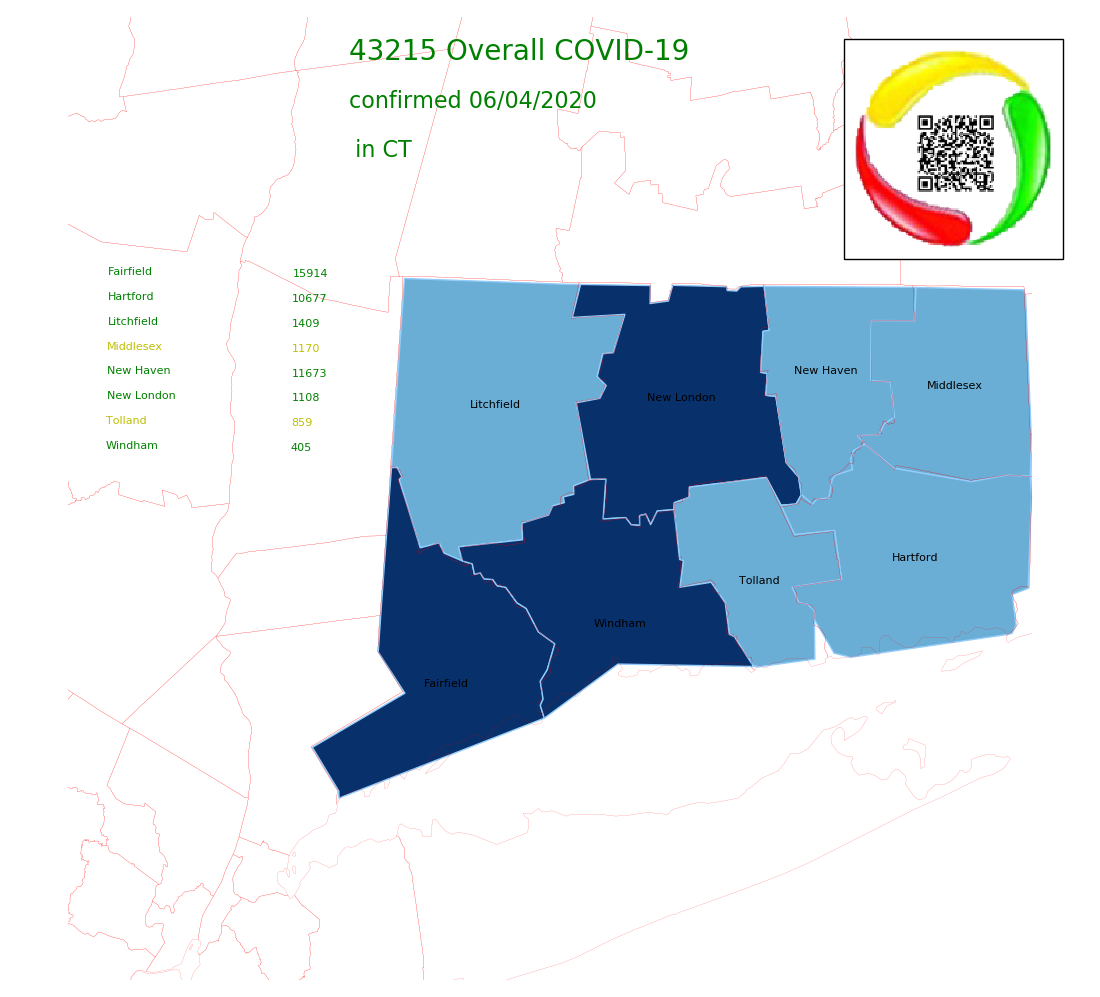 43215 Overall COVID-19
confirmed 06/04/2020
in CT
Fairfield 15914
Hartford 10677
Litchfield 1409
Middlesex 1170
New Haven 11673
New London 1108
Tolland 859
Windham 405
New Haven
Middlesex
New London
Litchfield
Hartford
Tolland
Windham
Fairfield